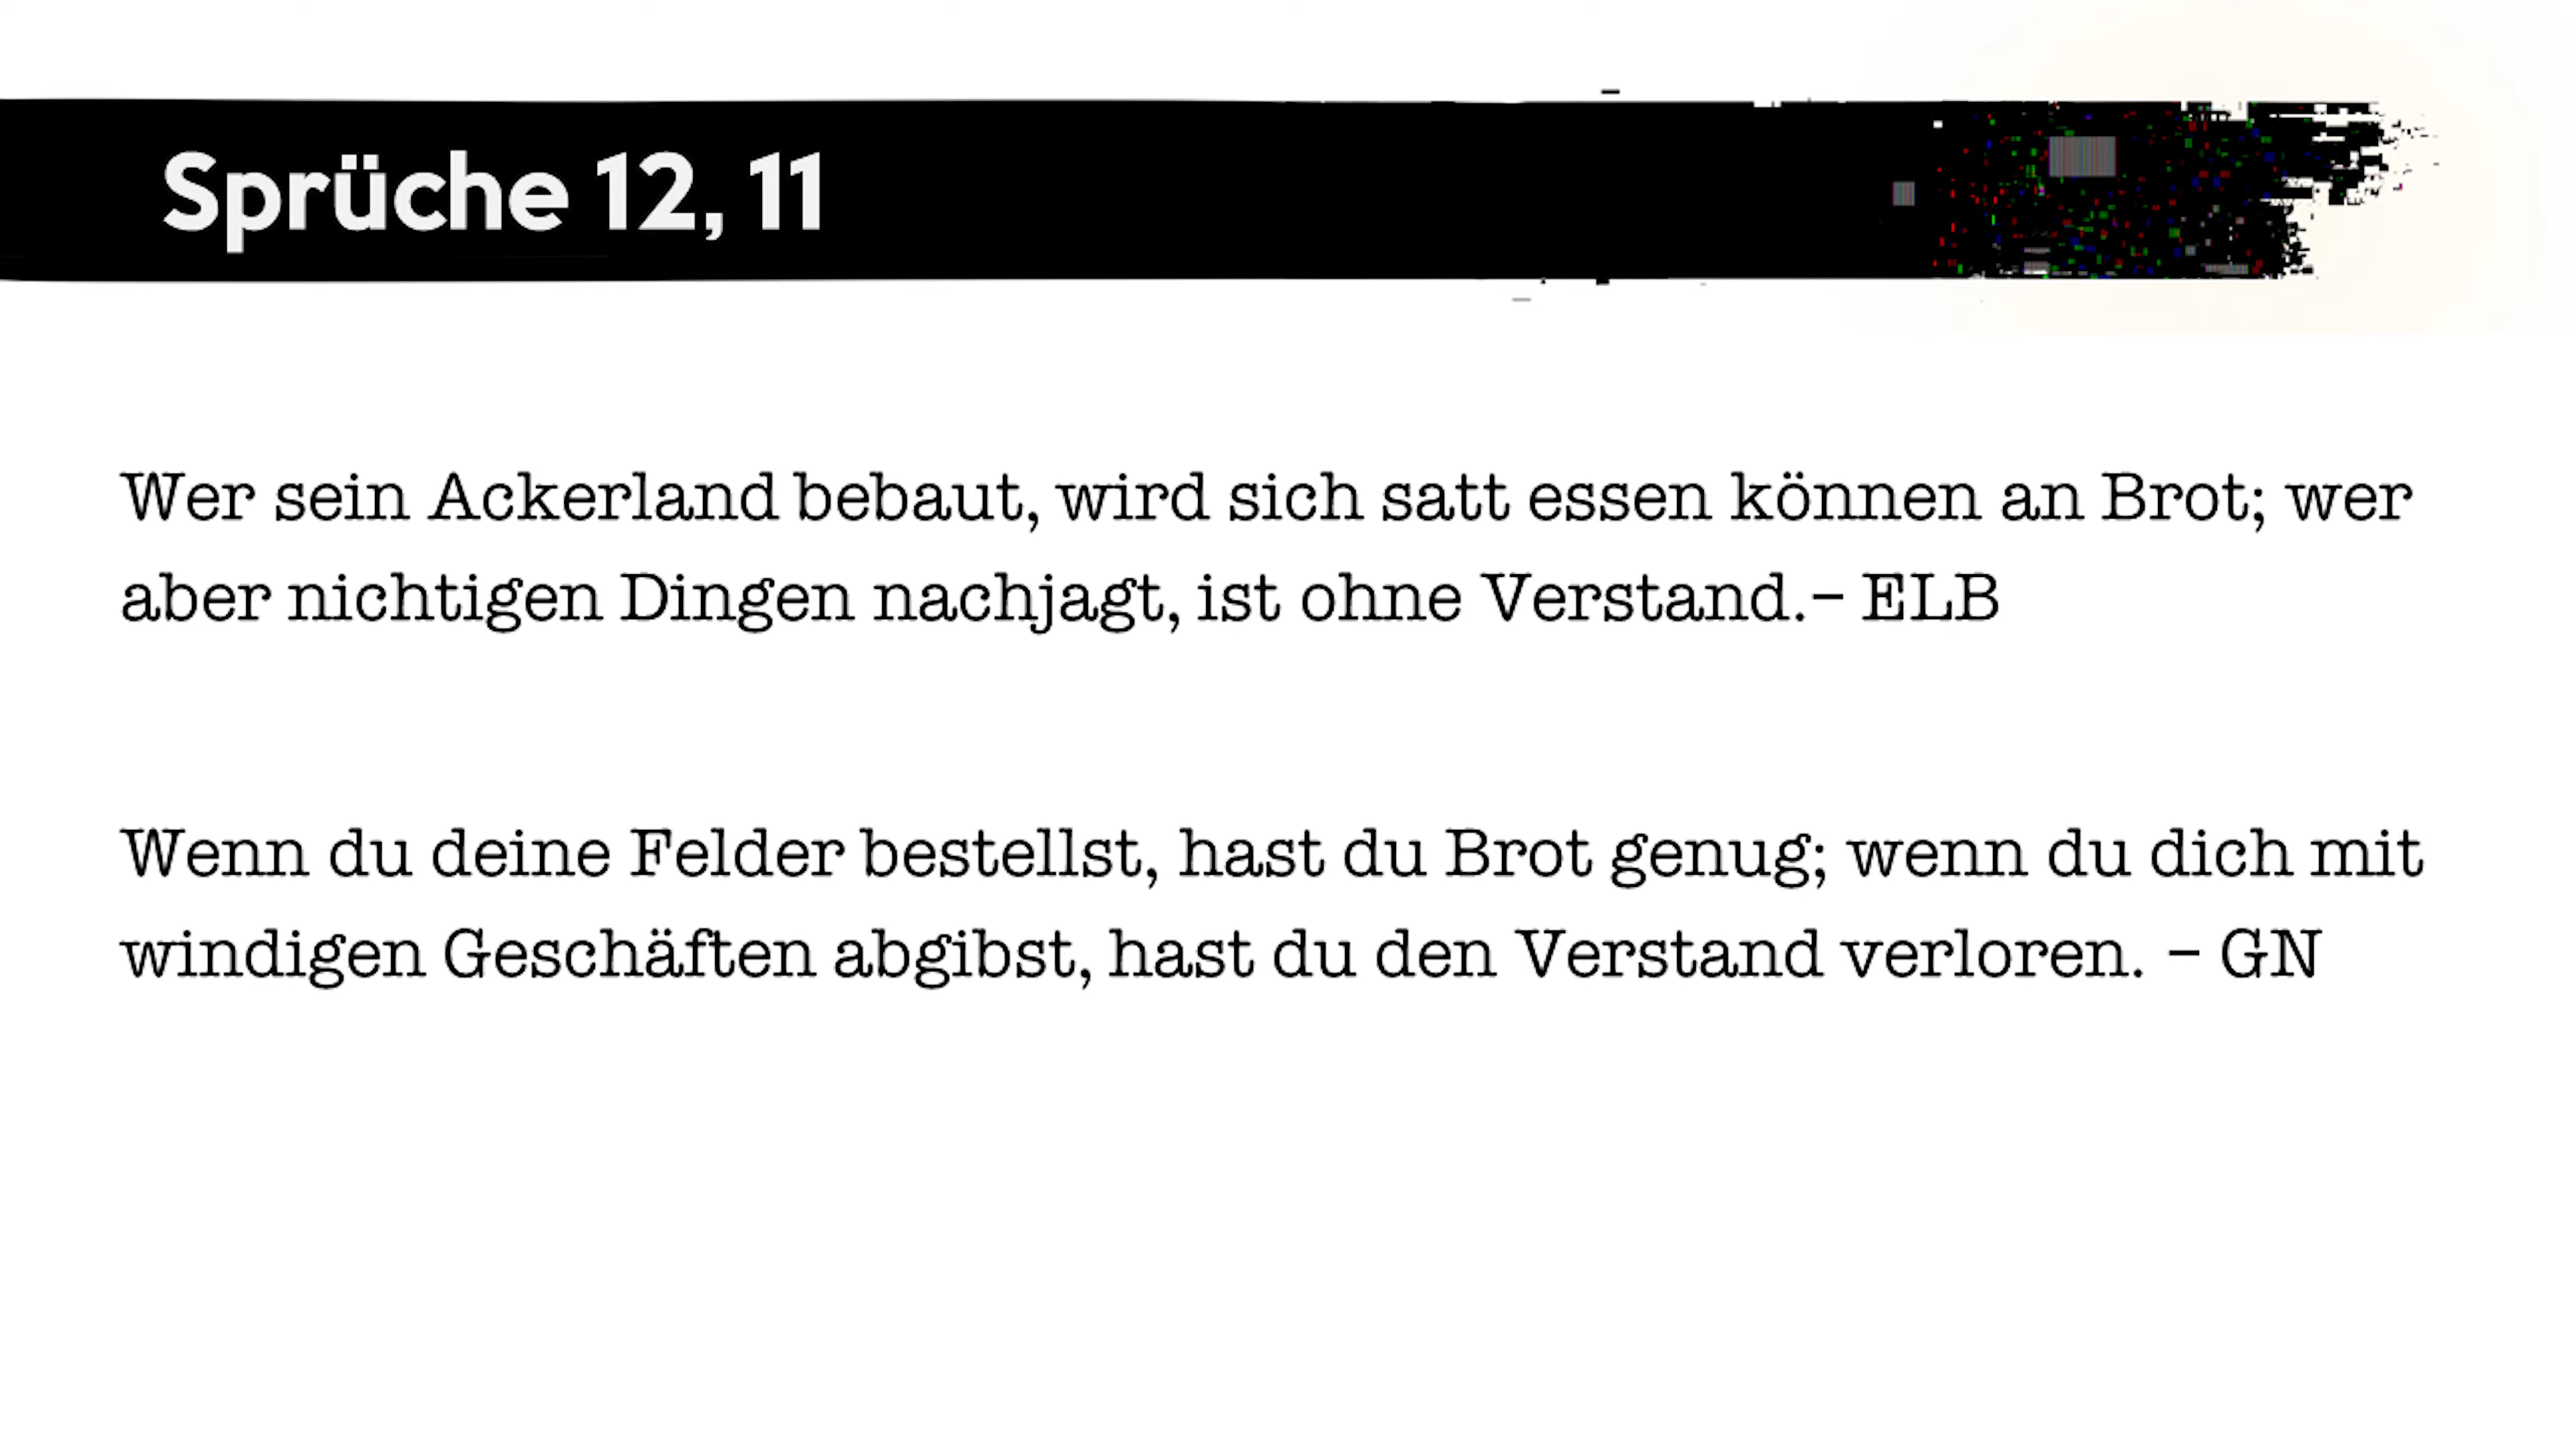 Sprüche 12, 11
Wer sein Ackerland bebaut, wird sich satt essen können an Brot; wer
aber nichtigen Dingen nachjagt, ist ohne Verstand.– ELB
Wenn du deine Felder bestellst, hast du Brot genug; wenn du dich mit
windigen Geschäften abgibst, hast du den Verstand verloren. – GN